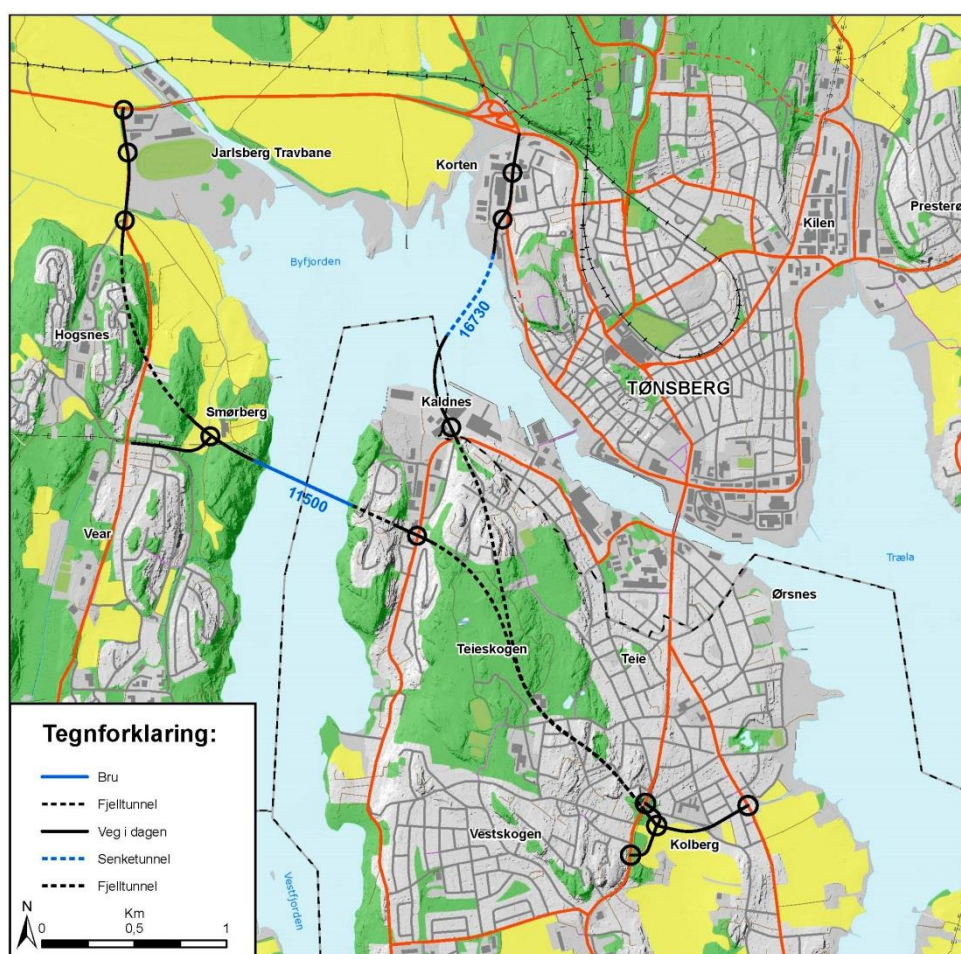 Jarlsberg Travbane
Korten
Presterø
Kilen
Byfjorden
16730
Hogsnes
TØNSBERG
Kaldnes
Smørberg
11500
Vear
Træla
Ørsnes
Teieskogen
Teie
Tegnforklaring:
Bru
Fjelltunnel
Veg i dagen
Senketunnel
Fjelltunnel
Vestskogen
Kolberg
Vestfjorden
N
Km
0 0,5 1